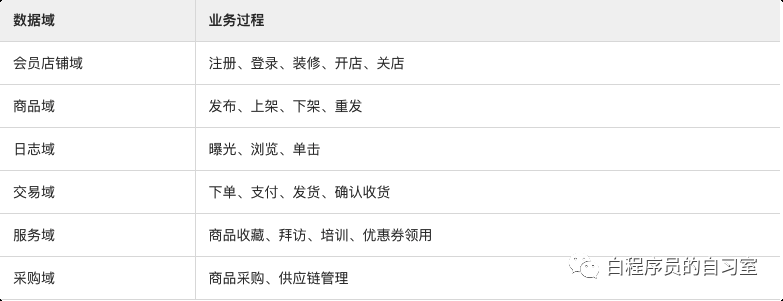 数据域 业务过程
会员店铺域 注册、登录、装修、开店、关店
商品域 发布、上架、下架、重发
日志域 曝光、浏览、单击
交易域 下单、支付、发货、确认收货
服务域 商品收藏、拜访、培训、优惠券领用
采购域 商品采购、供应链管理
白程序员的自习室